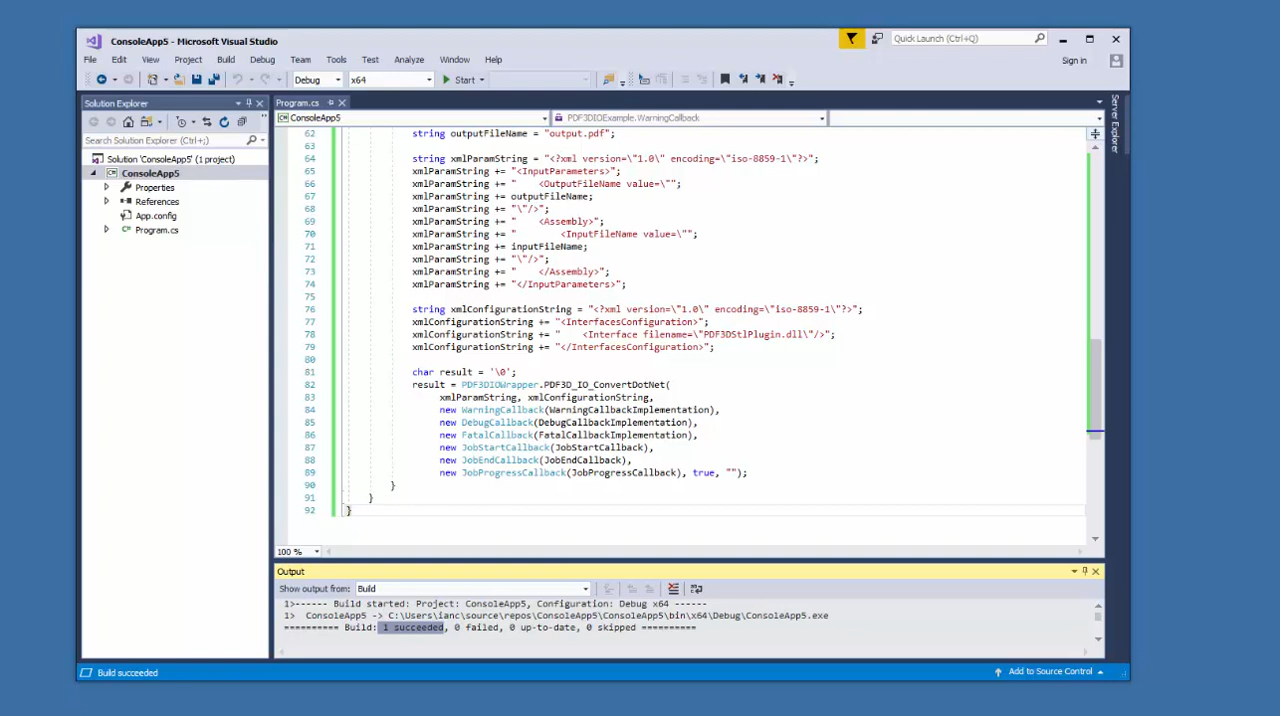 ConsoleApp5 - Microsoft Visual Studio
Quick Launch (Ctrl+Q)
File Edit View Project Build Debug Team Tools Test Analyze Window Help
Sign in
Debug x64 Start
Solution Explorer
Search Solution Explorer (Ctrl+;)
Solution 'ConsoleApp5' (1 project)
ConsoleApp5
Properties
References
App.config
Program.cs
Program.cs
ConsoleApp5
PDF3DIOExample.WarningCallback
Server Explorer
62 string outputFileName = "output.pdf";
63
64 string xmlParamString = "<?xml version=\"1.0\" encoding=\"iso-8859-1\"?>";
65 xmlParamString += "<InputParameters>";
66 xmlParamString += "    <OutputFileName value=\"";
67 xmlParamString += outputFileName;
68 xmlParamString += "\"/>";
69 xmlParamString += "    <Assembly>";
70 xmlParamString += "        <InputFileName value=\"";
71 xmlParamString += inputFileName;
72 xmlParamString += "\"/>";
73 xmlParamString += "    </Assembly>";
74 xmlParamString += "</InputParameters>";
75
76 string xmlConfigurationString = "<?xml version=\"1.0\" encoding=\"iso-8859-1\"?>";
77 xmlConfigurationString += "<InterfacesConfiguration>";
78 xmlConfigurationString += "    <Interface filename=\"PDF3DStlPlugin.dll\"/>";
79 xmlConfigurationString += "</InterfacesConfiguration>";
80
81 char result = '\0';
82 result = PDF3DIOWrapper.PDF3D_IO_ConvertDotNet(
83 xmlParamString, xmlConfigurationString,
84 new WarningCallback(WarningCallbackImplementation),
85 new DebugCallback(DebugCallbackImplementation),
86 new FatalCallback(FatalCallbackImplementation),
87 new JobStartCallback(JobStartCallback),
88 new JobEndCallback(JobEndCallback),
89 new JobProgressCallback(JobProgressCallback), true, "");
90 }
91 }
92 }
100 %
Output
Show output from: Build
1>------ Build started: Project: ConsoleApp5, Configuration: Debug x64 ------
1>  ConsoleApp5 -> C:\Users\ianc\source\repos\ConsoleApp5\ConsoleApp5\bin\x64\Debug\ConsoleApp5.exe
========== Build: 1 succeeded, 0 failed, 0 up-to-date, 0 skipped ==========
Build succeeded
Add to Source Control